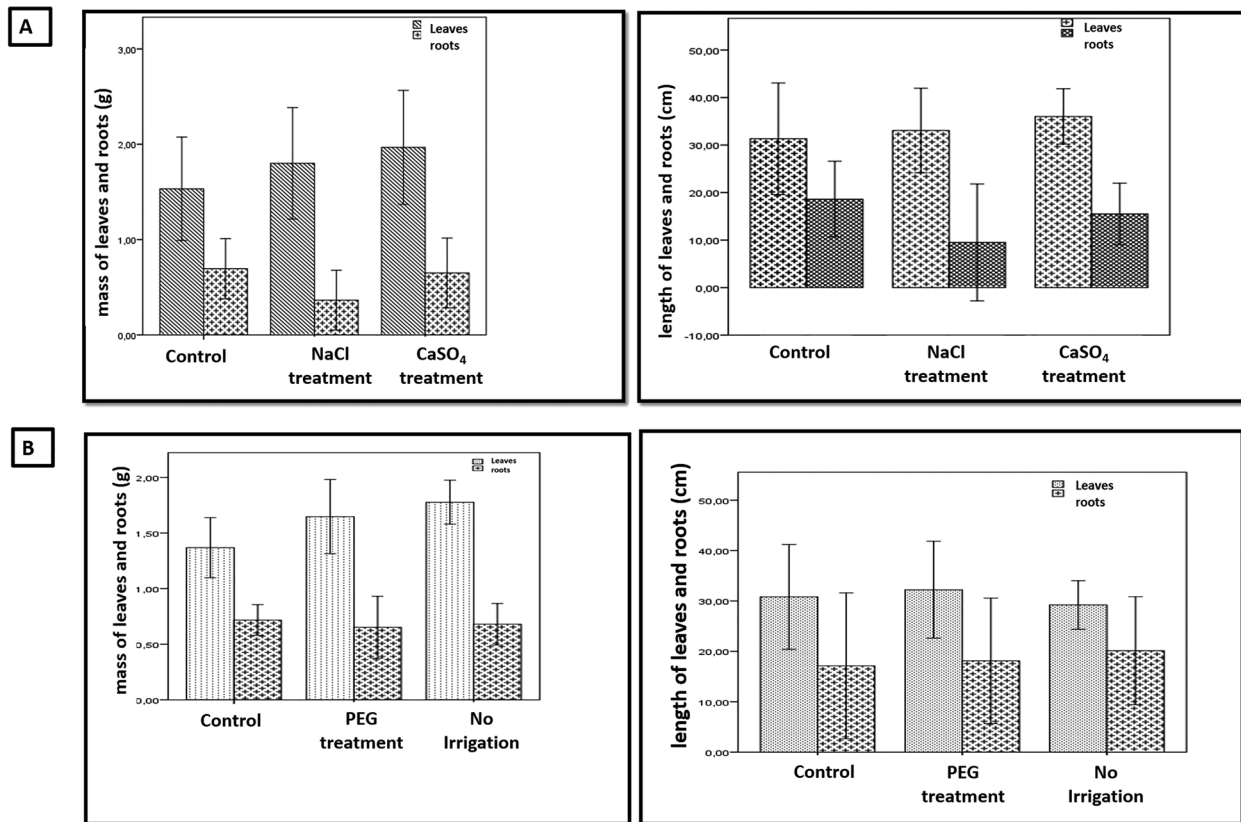 A
mass of leaves and roots (g)
3,00
2,00
1,00
0,00
Leaves
roots
Control
NaCl
treatment
CaSO₄
treatment
length of leaves and roots (cm)
50,00
40,00
30,00
20,00
10,00
0,00
-10,00
Leaves
roots
Control
NaCl
treatment
CaSO₄
treatment
B
mass of leaves and roots (g)
2,00
1,50
1,00
0,50
0,00
Leaves
roots
Control
PEG
treatment
No
Irrigation
length of leaves and roots (cm)
50,00
40,00
30,00
20,00
10,00
0,00
Leaves
roots
Control
PEG
treatment
No
Irrigation